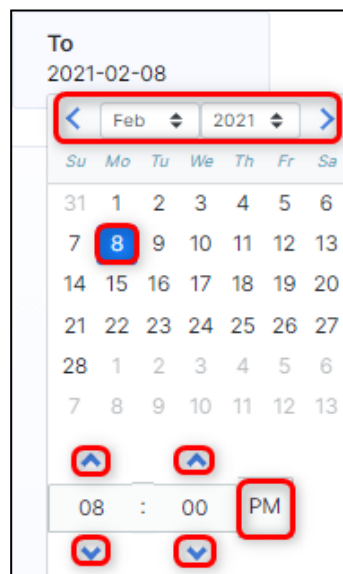 To
2021-02-08
Feb 2021
Su Mo Tu We Th Fr Sa
31 1 2 3 4 5 6
7 8 9 10 11 12 13
14 15 16 17 18 19 20
21 22 23 24 25 26 27
28 1 2 3 4 5 6
7 8 9 10 11 12 13
08 : 00 PM